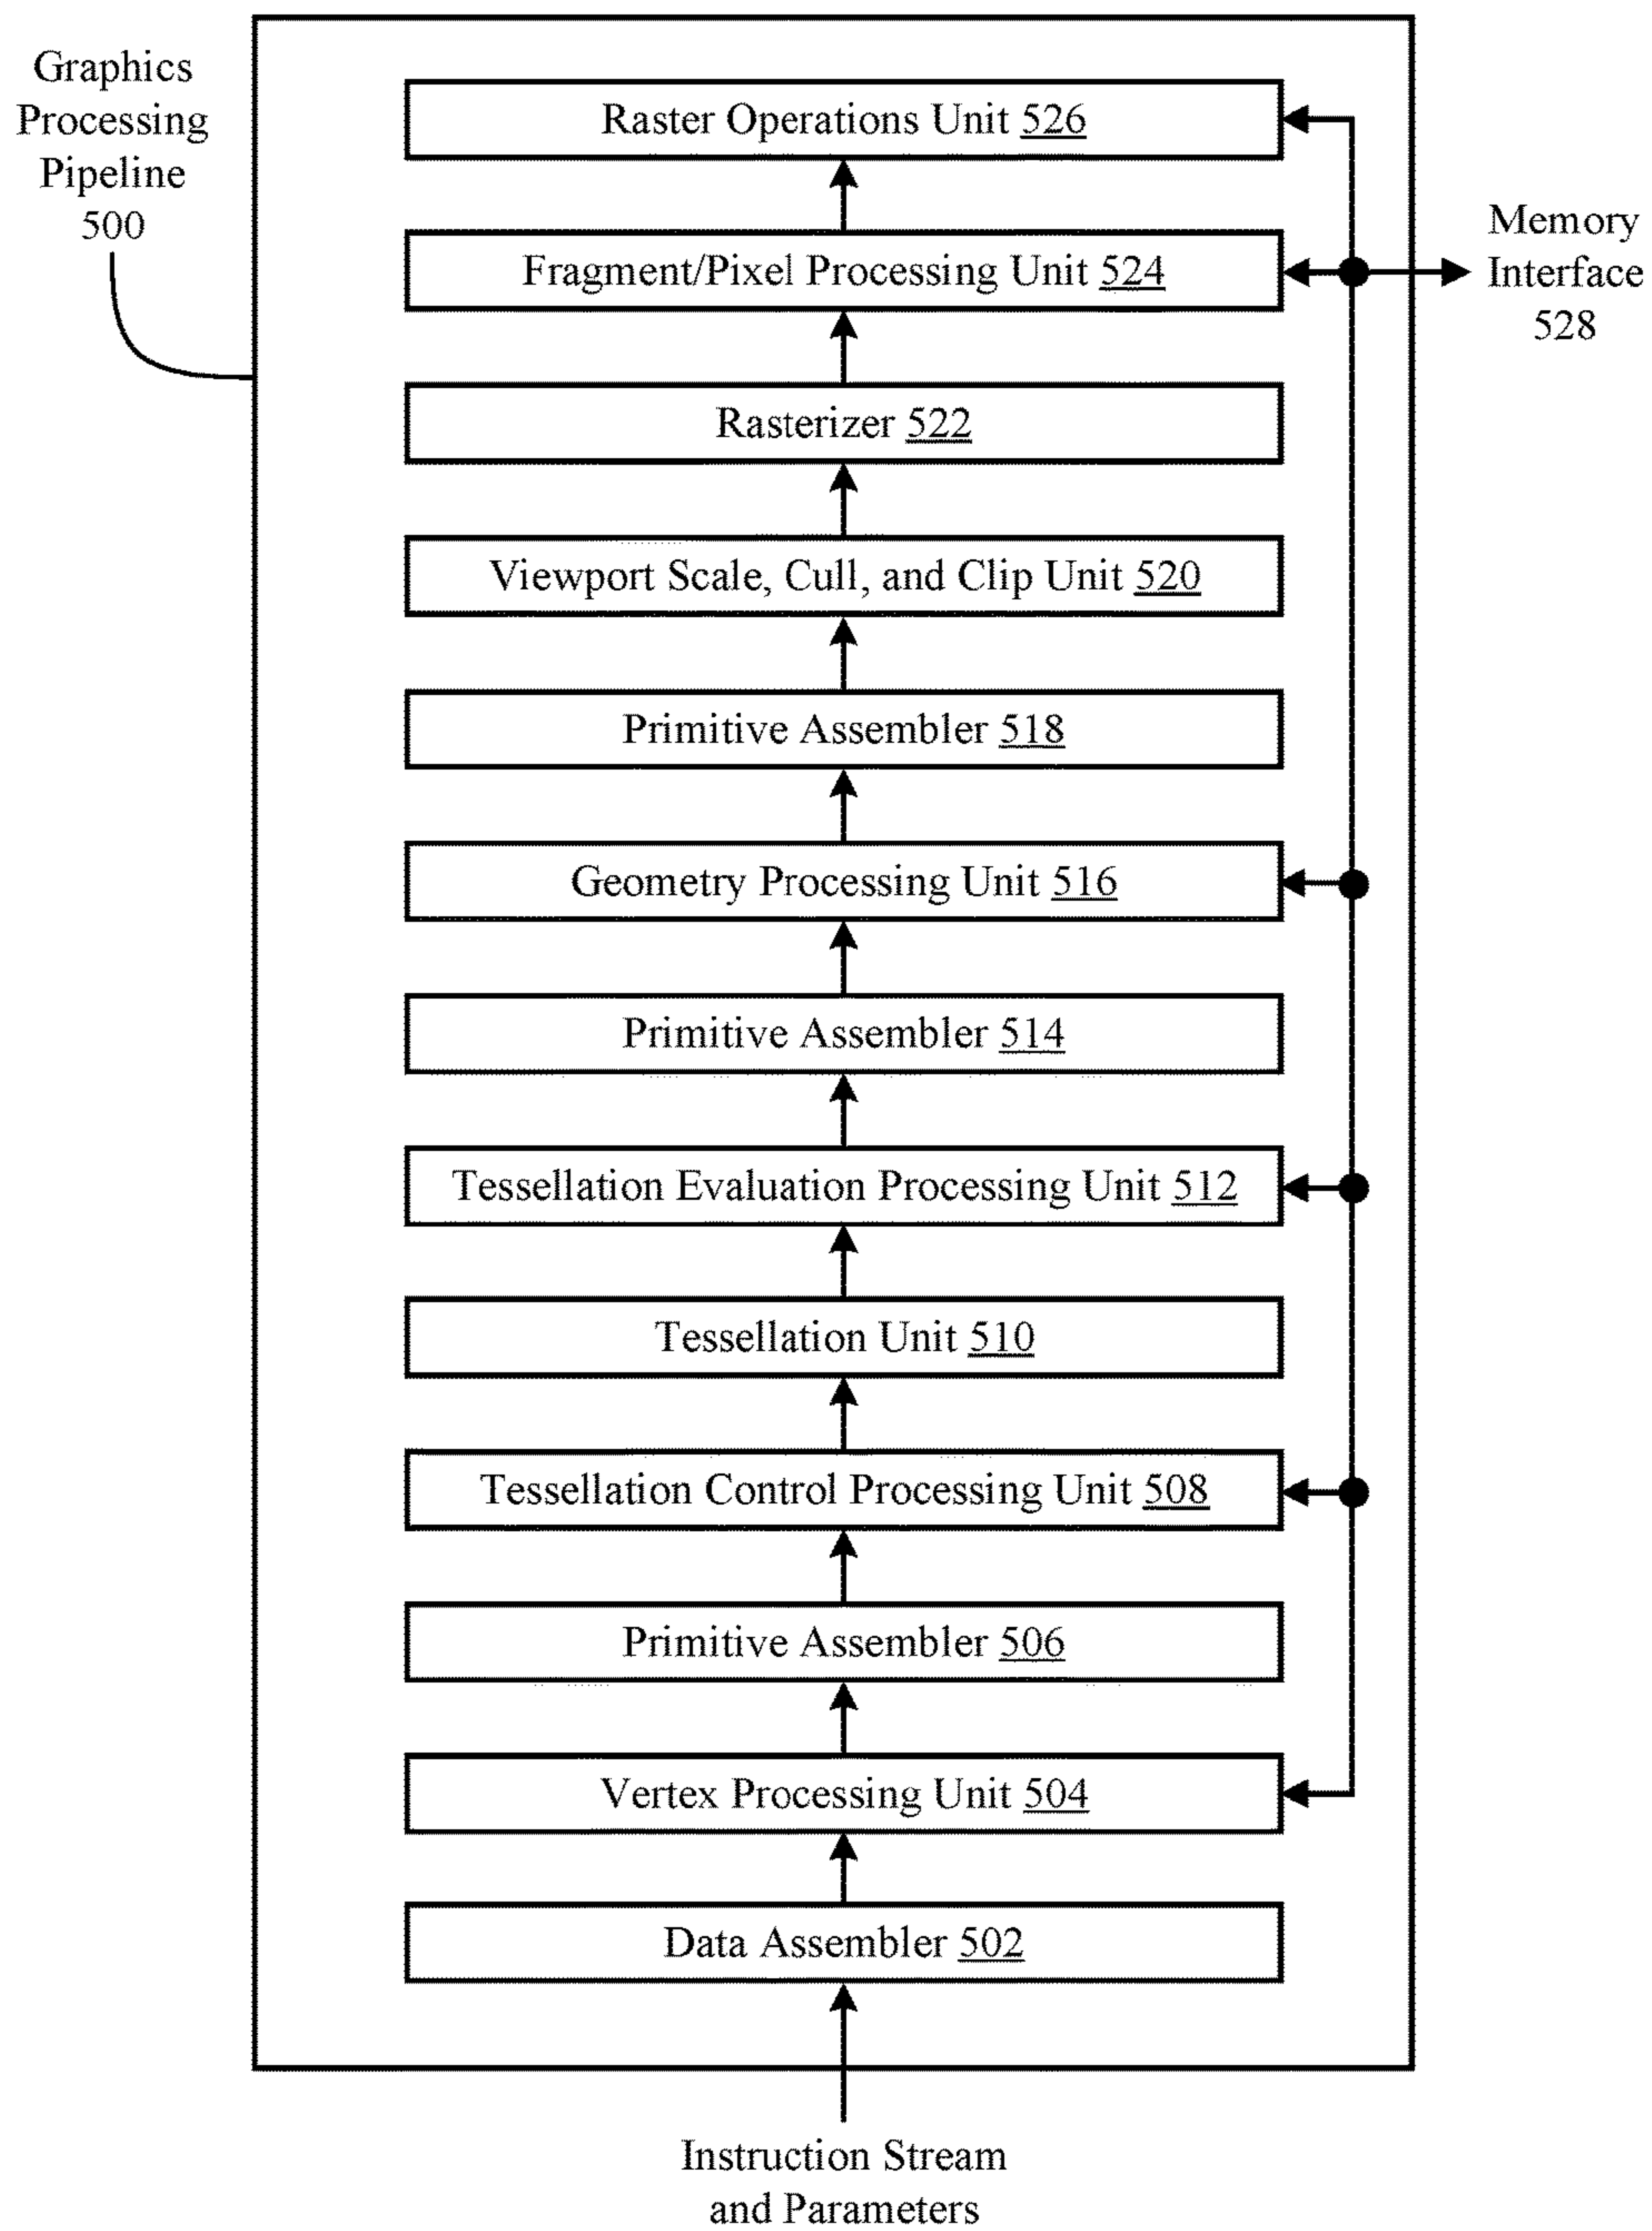 Graphics
Processing
Pipeline
500
Raster Operations Unit 526
Fragment/Pixel Processing Unit 524
Memory
Interface
528
Rasterizer 522
Viewport Scale, Cull, and Clip Unit 520
Primitive Assembler 518
Geometry Processing Unit 516
Primitive Assembler 514
Tessellation Evaluation Processing Unit 512
Tessellation Unit 510
Tessellation Control Processing Unit 508
Primitive Assembler 506
Vertex Processing Unit 504
Data Assembler 502
Instruction Stream
and Parameters